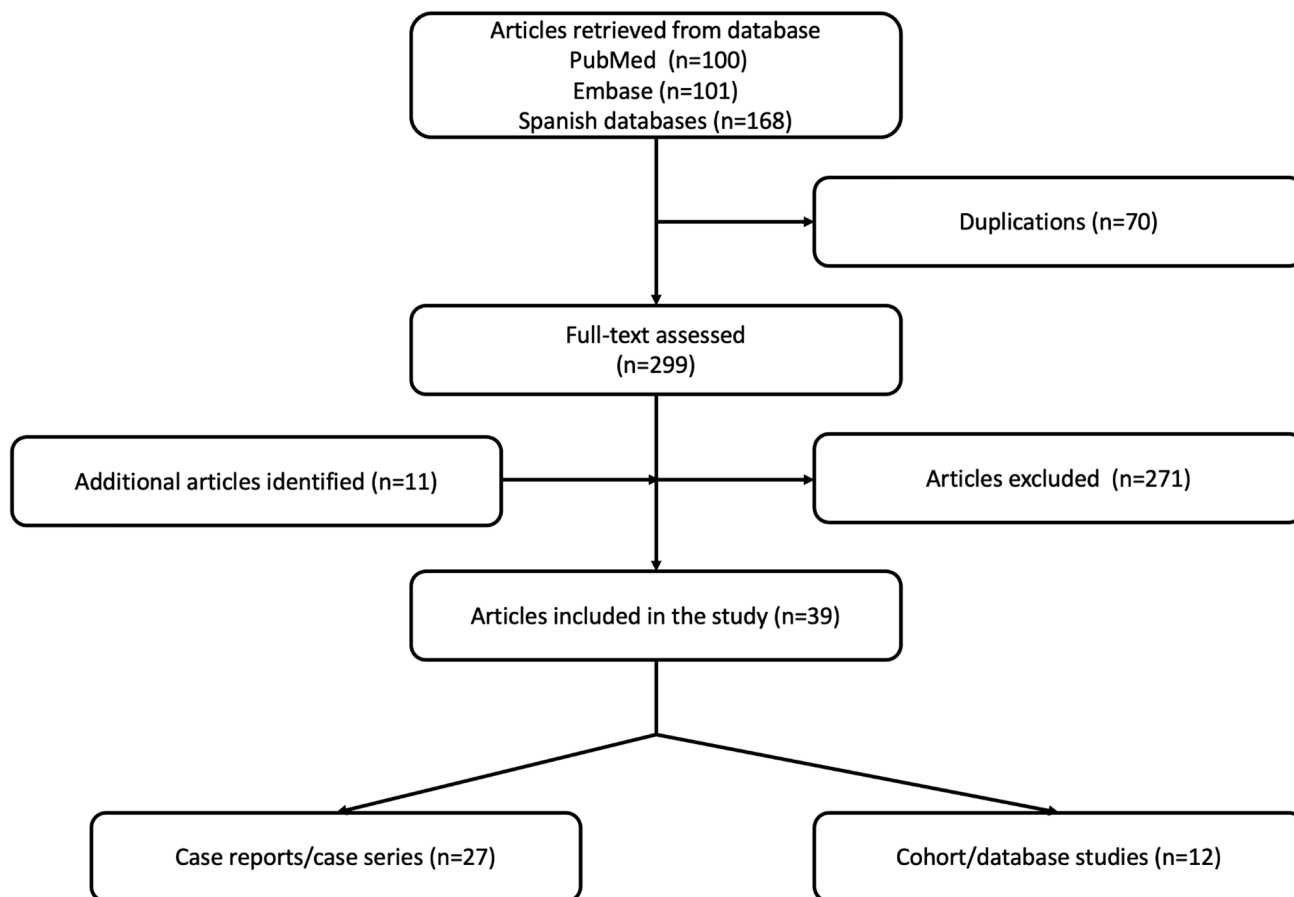 Articles retrieved from database
PubMed (n=100)
Embase (n=101)
Spanish databases (n=168)
Duplications (n=70)
Full-text assessed
(n=299)
Additional articles identified (n=11)
Articles excluded (n=271)
Articles included in the study (n=39)
Case reports/case series (n=27)
Cohort/database studies (n=12)